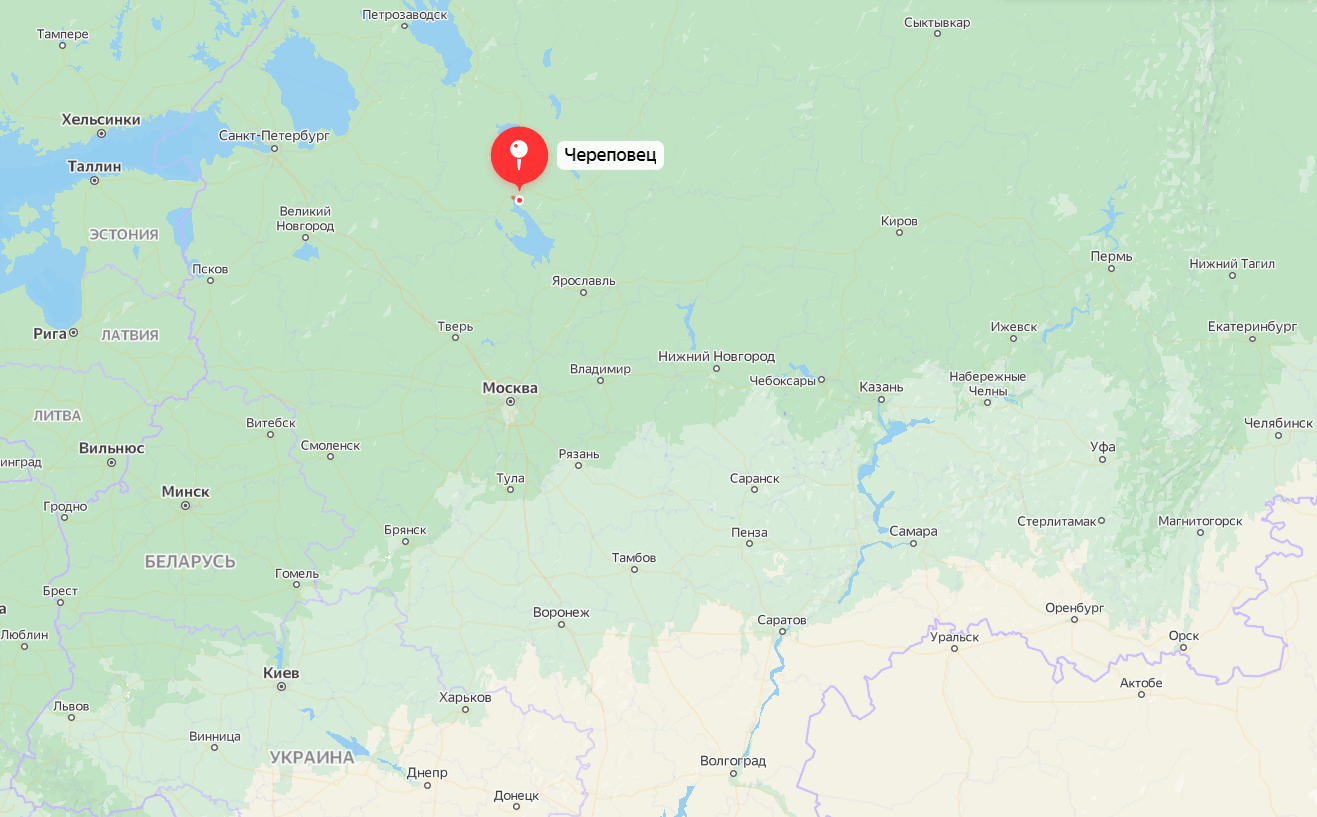 Петрозаводск
Сыктывкар
Тампере
Хельсинки
Санкт-Петербург
Череповец
Таллин
Великий
Новгород
Киров
ЭСТОНИЯ
Пермь
Псков
Нижний Тагил
Ярославль
Тверь
Ижевск
Екатеринбург
Рига
ЛАТВИЯ
Нижний Новгород
Владимир
Набережные
Челны
Чебоксары
Москва
Казань
ЛИТВА
Витебск
Челябинск
Смоленск
Вильнюс
Уфа
Рязань
инград
Тула
Саранск
Минск
Гродно
Стерлитамак
Магнитогорск
Брянск
Пенза
Самара
Тамбов
БЕЛАРУСЬ
Гомель
Брест
а
Оренбург
Воронеж
Саратов
Люблин
Уральск
Орск
Киев
Актобе
Харьков
Львов
Винница
УКРАИНА
Волгоград
Днепр
Донецк